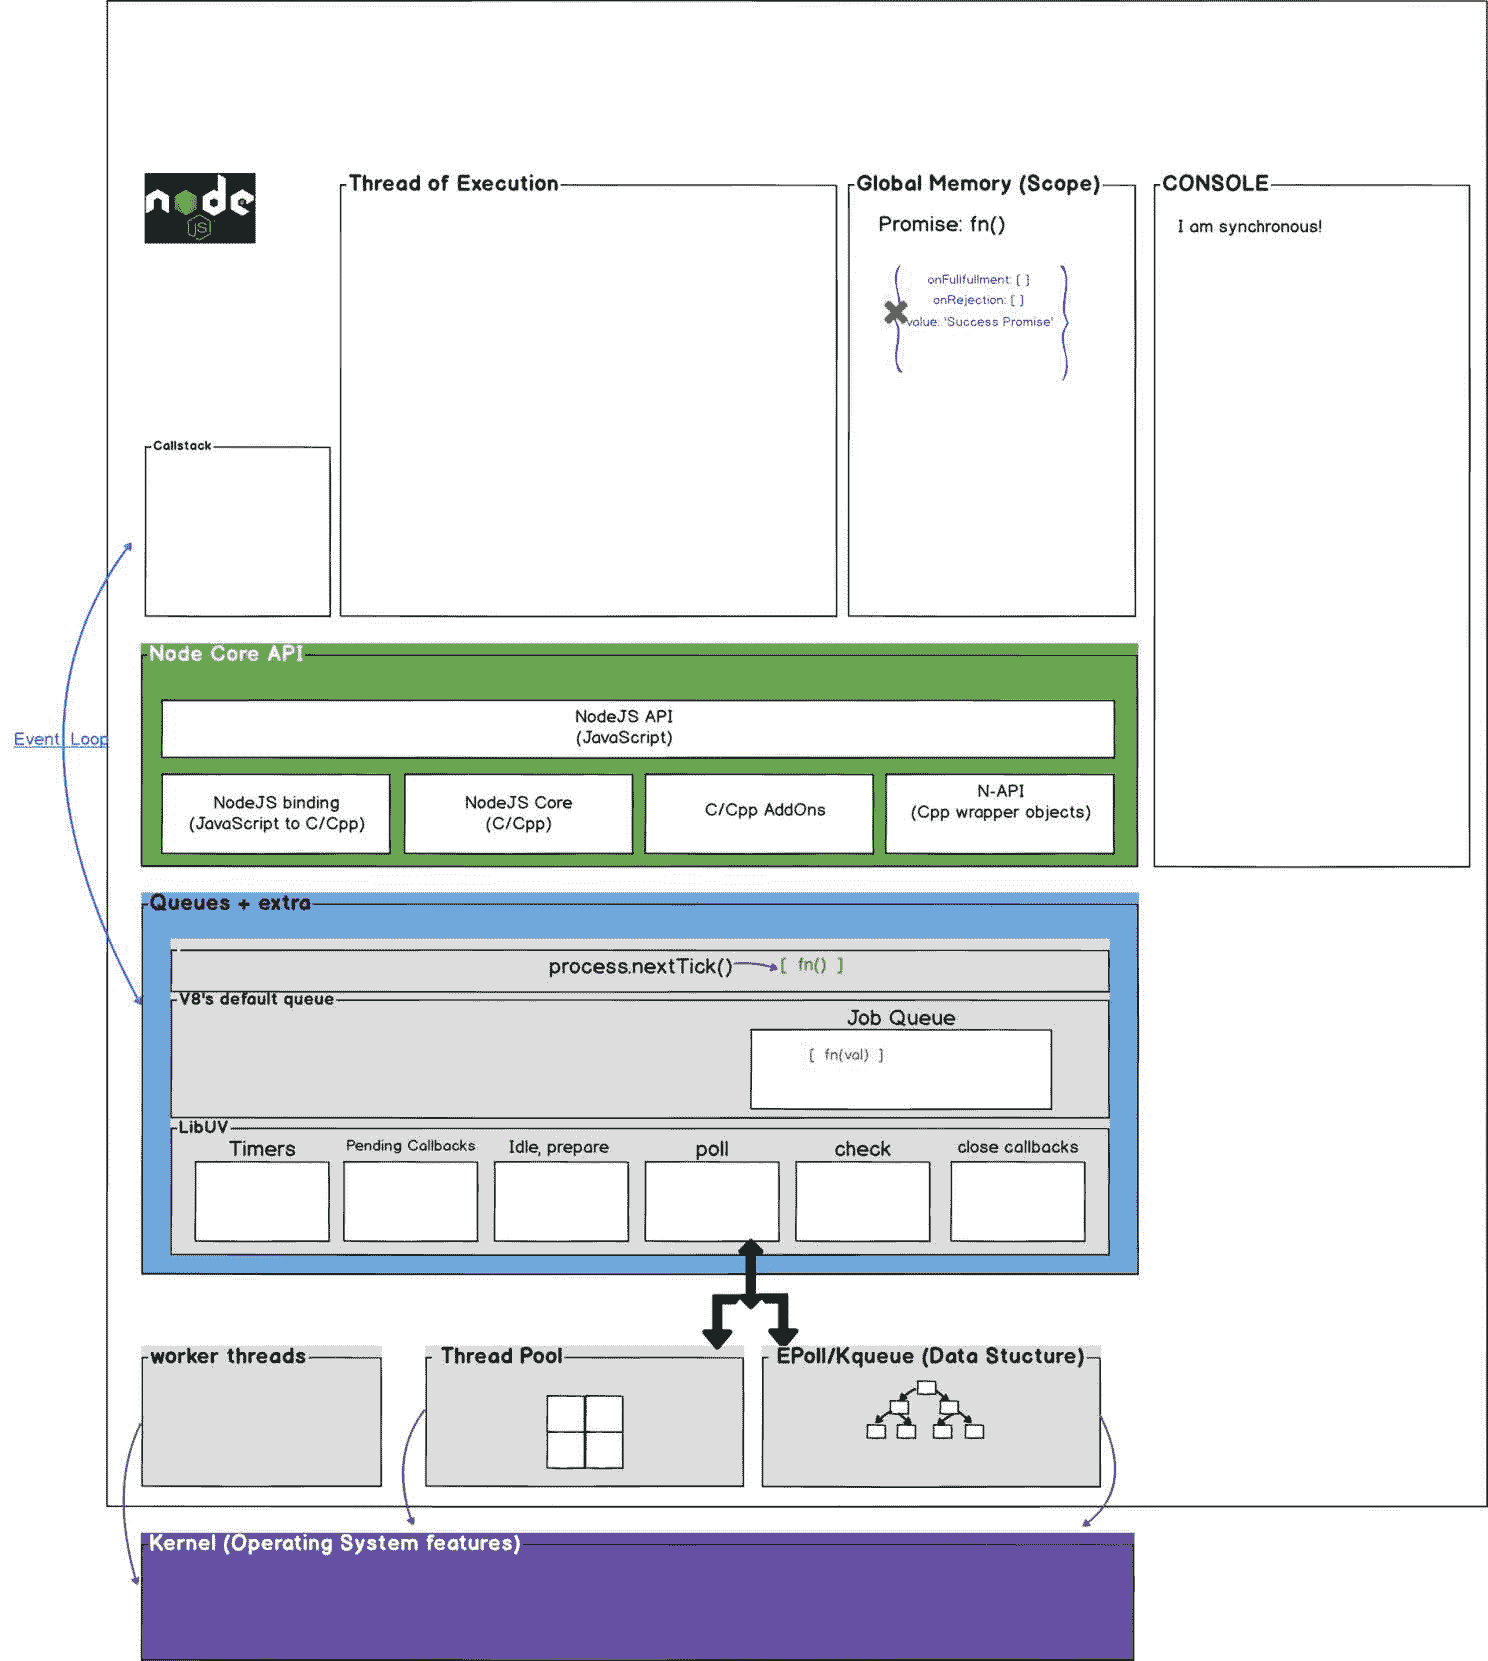 node
JS
Thread of Execution
Global Memory (Scope)
CONSOLE
Promise: fn()
I am synchronous!
onFullfullment: [ ]
onRejection: [ ]
value: 'Success Promise'
Callstack
Event Loop
Node Core API
NodeJS API
(JavaScript)
NodeJS binding
(JavaScript to C/Cpp)
NodeJS Core
(C/Cpp)
C/Cpp AddOns
N-API
(Cpp wrapper objects)
Queues + extra
process.nextTick() [ fn() ]
V8's default queue
Job Queue
[ fn(val) ]
LibUV
Timers
Pending Callbacks
Idle, prepare
poll
check
close callbacks
worker threads
Thread Pool
EPoll/Kqueue (Data Stucture)
Kernel (Operating System features)